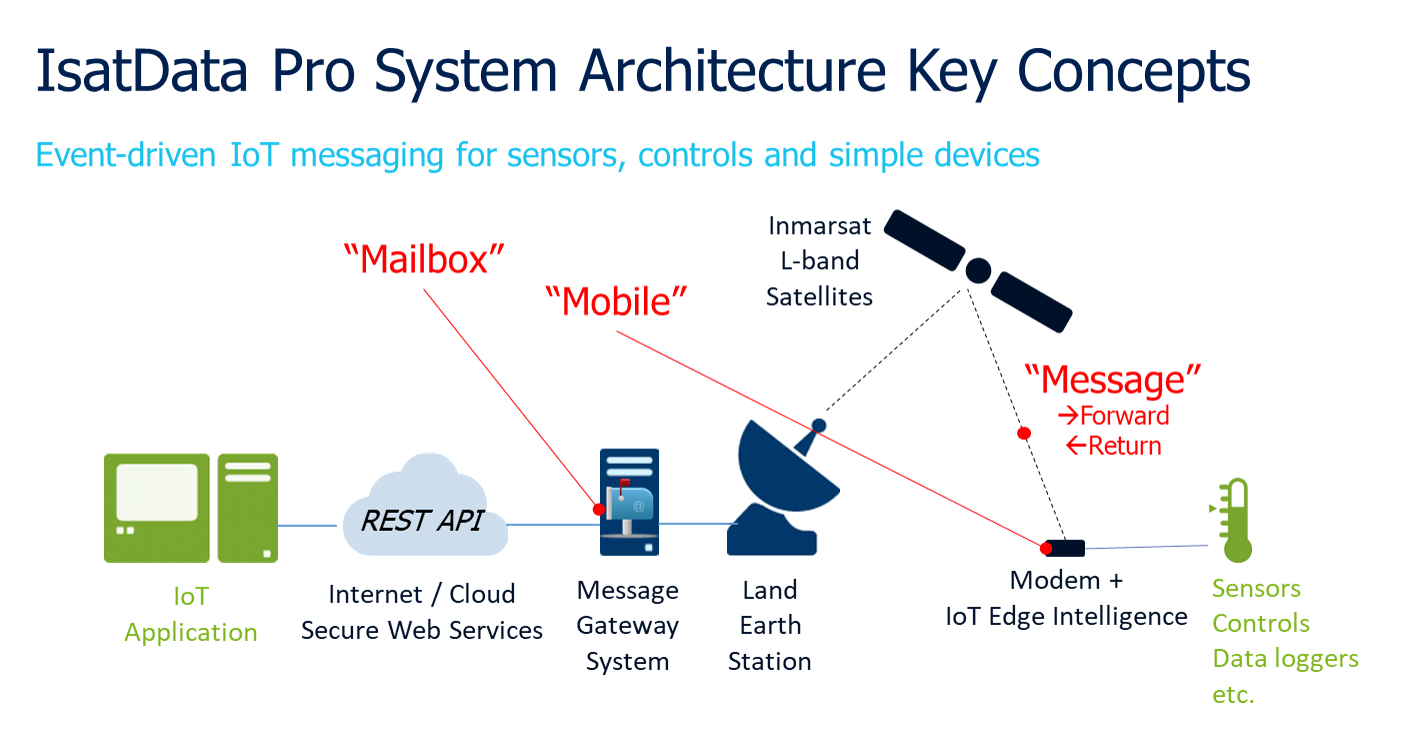 IsatData Pro System Architecture Key Concepts
Event-driven IoT messaging for sensors, controls and simple devices
Inmarsat
L-band
Satellites
“Mailbox”
“Mobile”
“Message”
→Forward
←Return
REST API
@
IoT
Application
Internet / Cloud
Secure Web Services
Message
Gateway
System
Land
Earth
Station
Modem +
IoT Edge Intelligence
Sensors
Controls
Data loggers
etc.